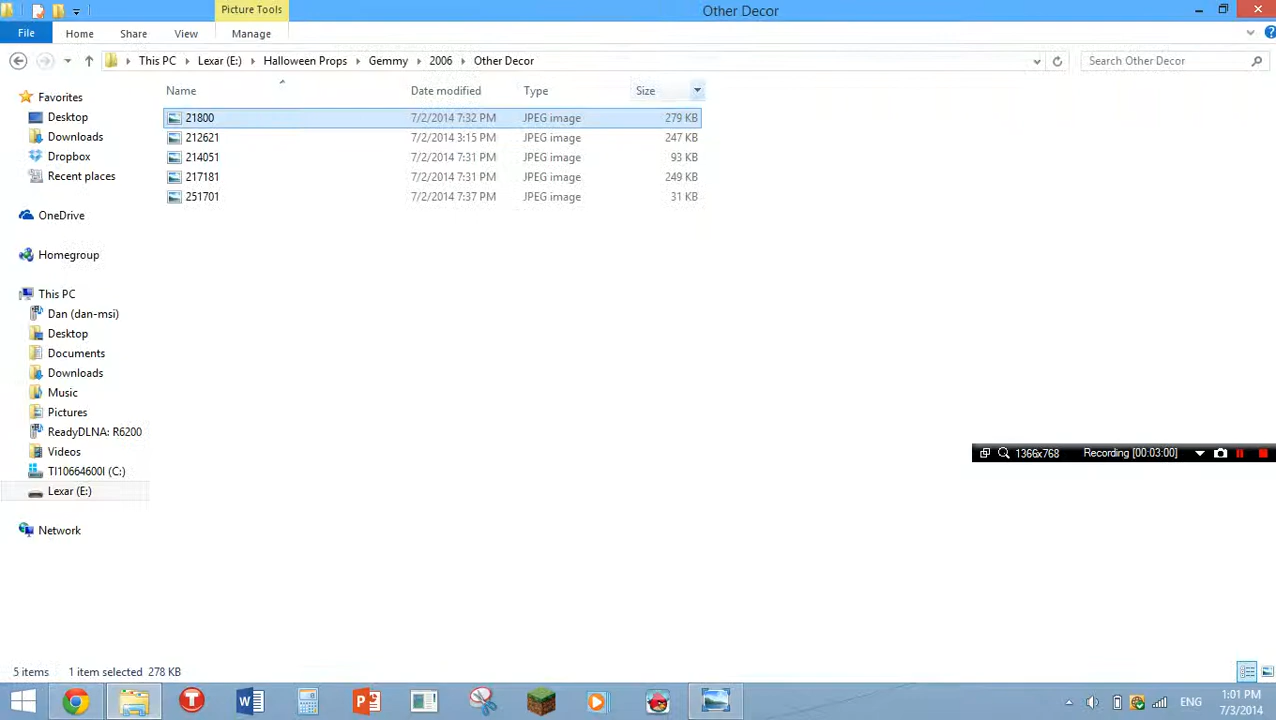 Picture Tools
Other Decor
File Home Share View Manage
This PC Lexar (E:) Halloween Props Gemmy 2006 Other Decor
Search Other Decor
Name Date modified Type Size
21800 7/2/2014 7:32 PM JPEG image 279 KB
212621 7/2/2014 3:15 PM JPEG image 247 KB
214051 7/2/2014 7:31 PM JPEG image 93 KB
217181 7/2/2014 7:31 PM JPEG image 249 KB
251701 7/2/2014 7:37 PM JPEG image 31 KB
Favorites
Desktop
Downloads
Dropbox
Recent places
OneDrive
Homegroup
This PC
Dan (dan-msi)
Desktop
Documents
Downloads
Music
Pictures
ReadyDLNA: R6200
Videos
TI10664600I (C:)
Lexar (E:)
Network
1366x768 Recording [00:03:00]
5 items 1 item selected 278 KB
ENG
1:01 PM
7/3/2014